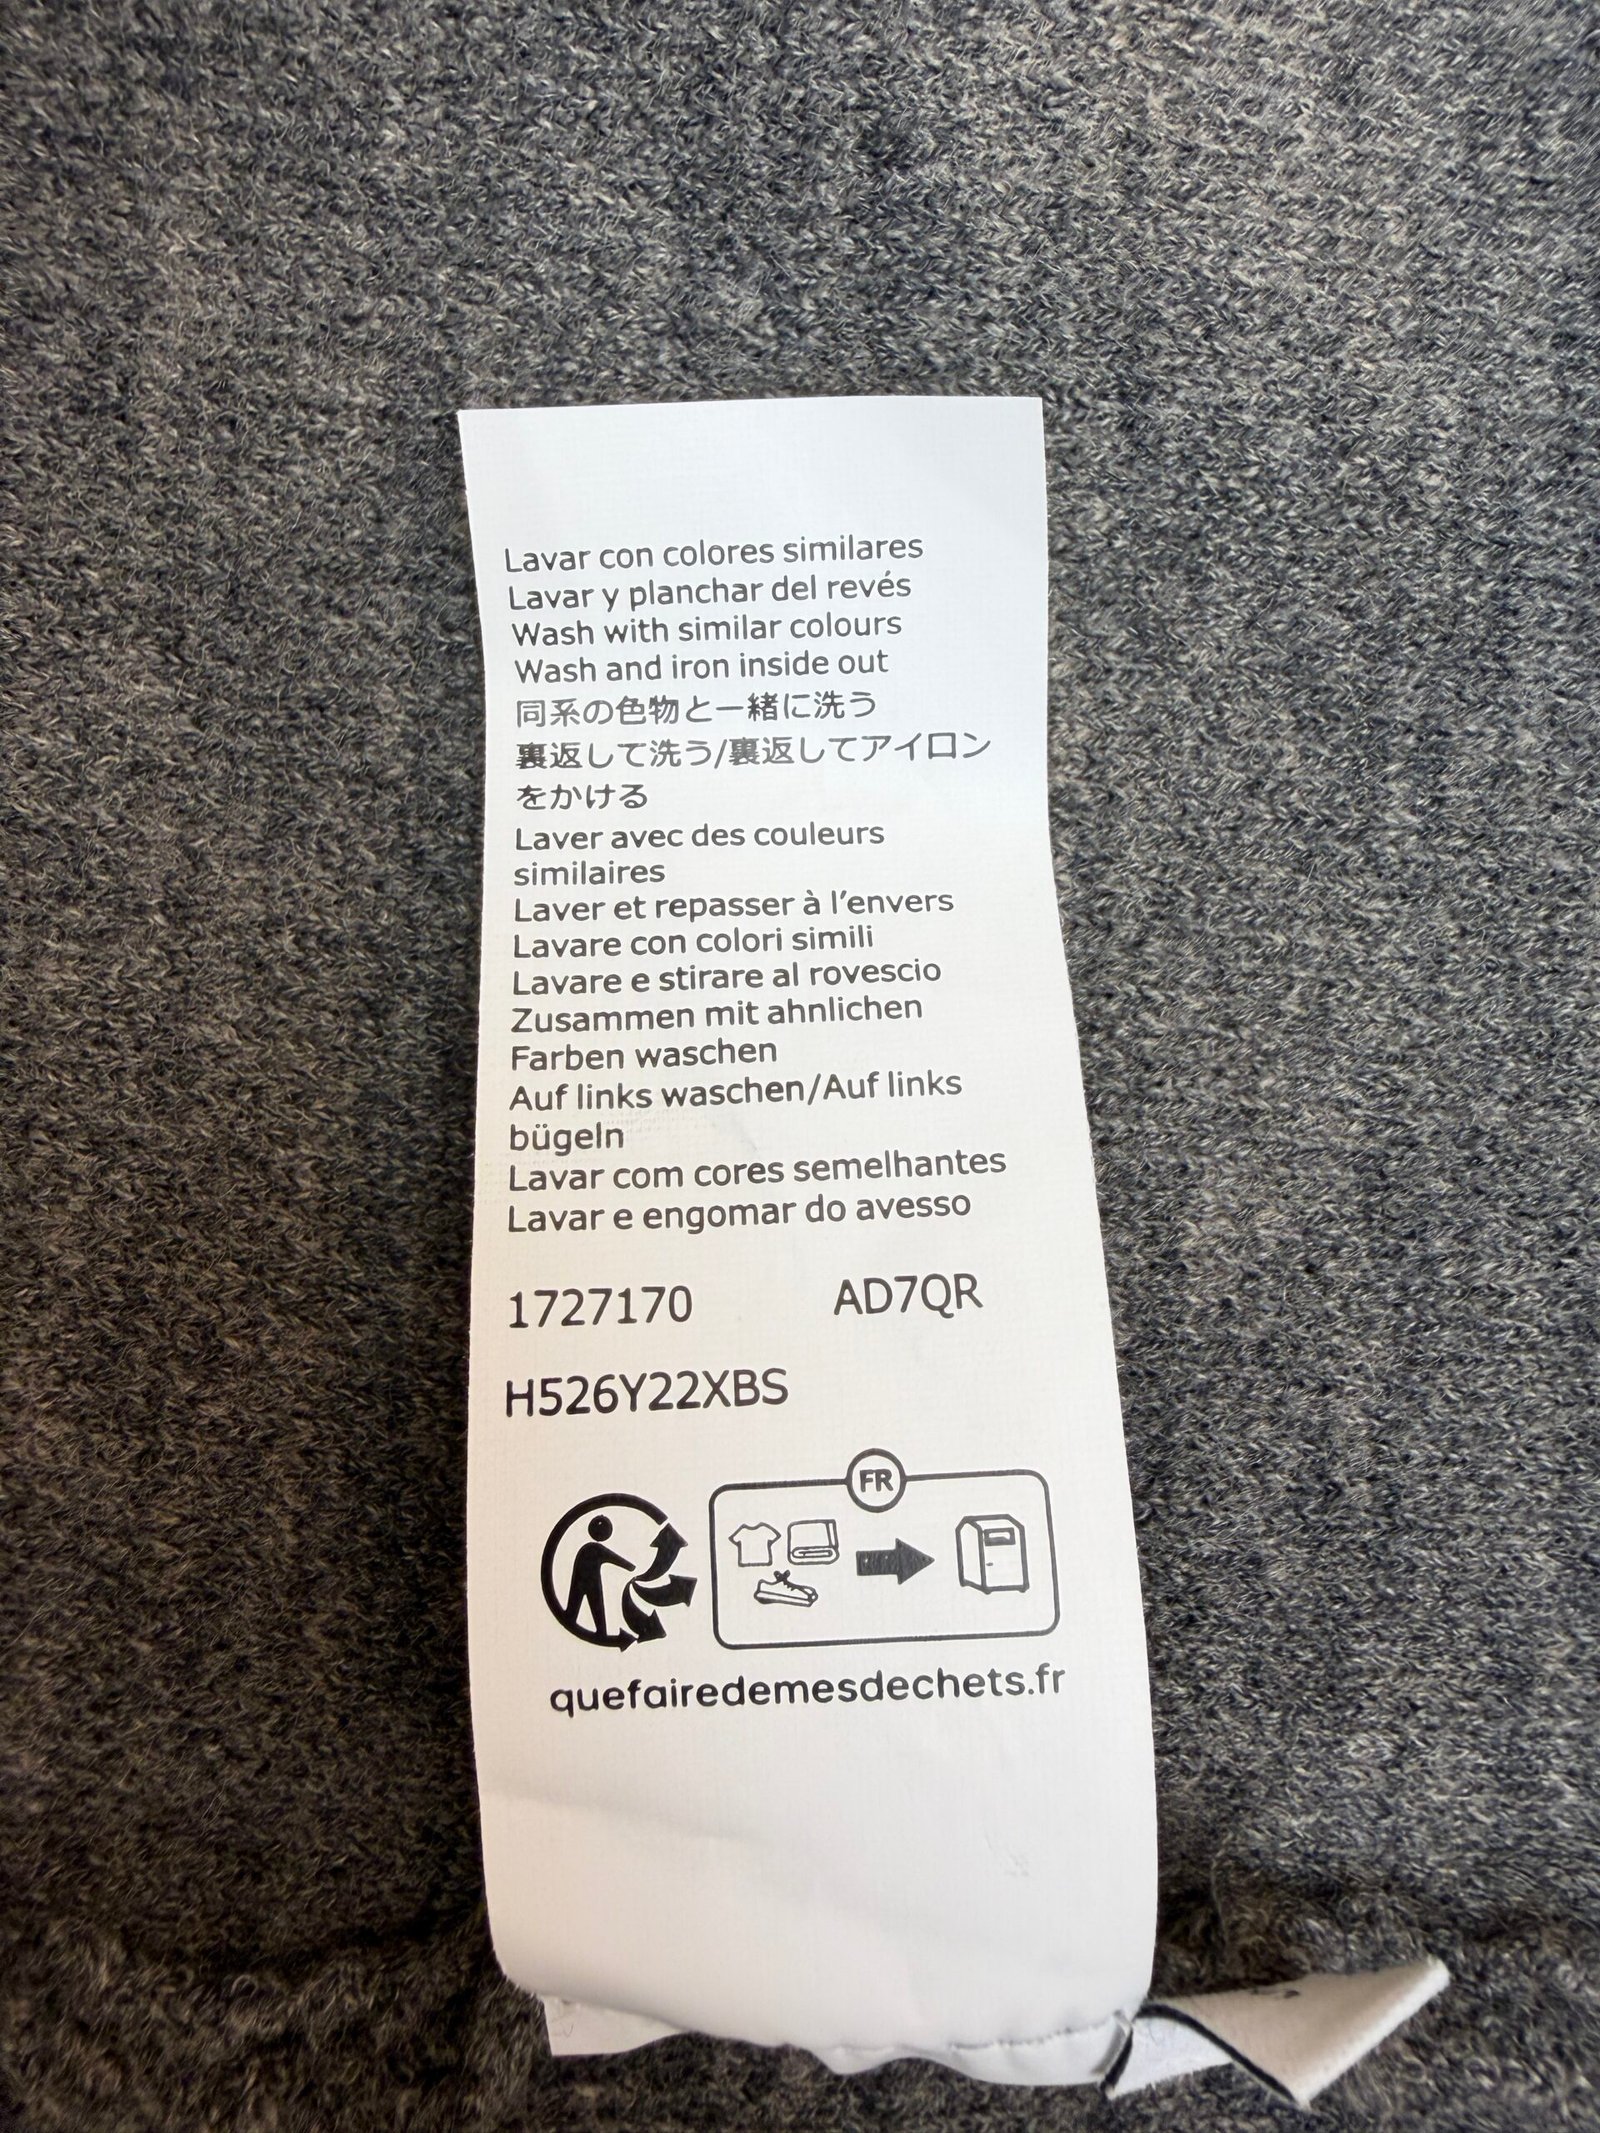 Lavar con colores similares
Lavar y planchar del revés
Wash with similar colours
Wash and iron inside out
同系の色物と一緒に洗う
裏返して洗う/裏返してアイロン
をかける
Laver avec des couleurs
similaires
Laver et repasser à l'envers
Lavare con colori simili
Lavare e stirare al rovescio
Zusammen mit ahnlichen
Farben waschen
Auf links waschen/Auf links
bügeln
Lavar com cores semelhantes
Lavar e engomar do avesso
1727170 AD7QR
H526Y22XBS
FR
quefairedemesdechets.fr